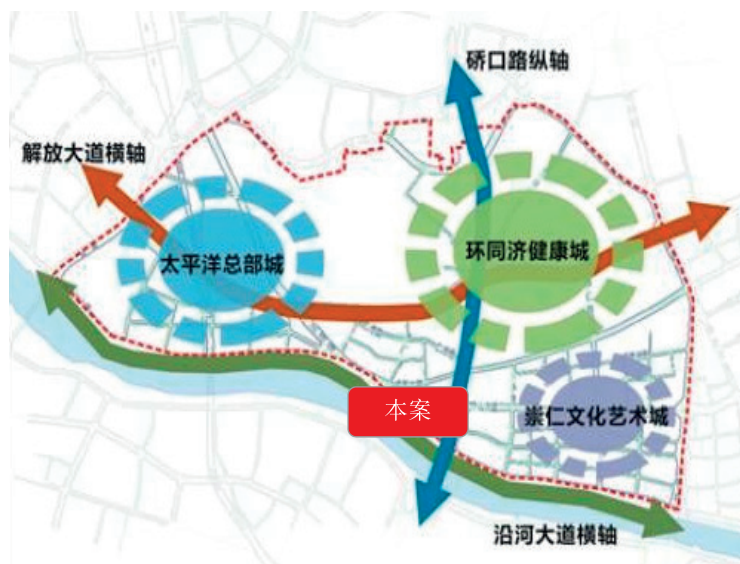 硚口路纵轴
解放大道横轴
太平洋总部城
环同济健康城
本案
崇仁文化艺术城
沿河大道横轴